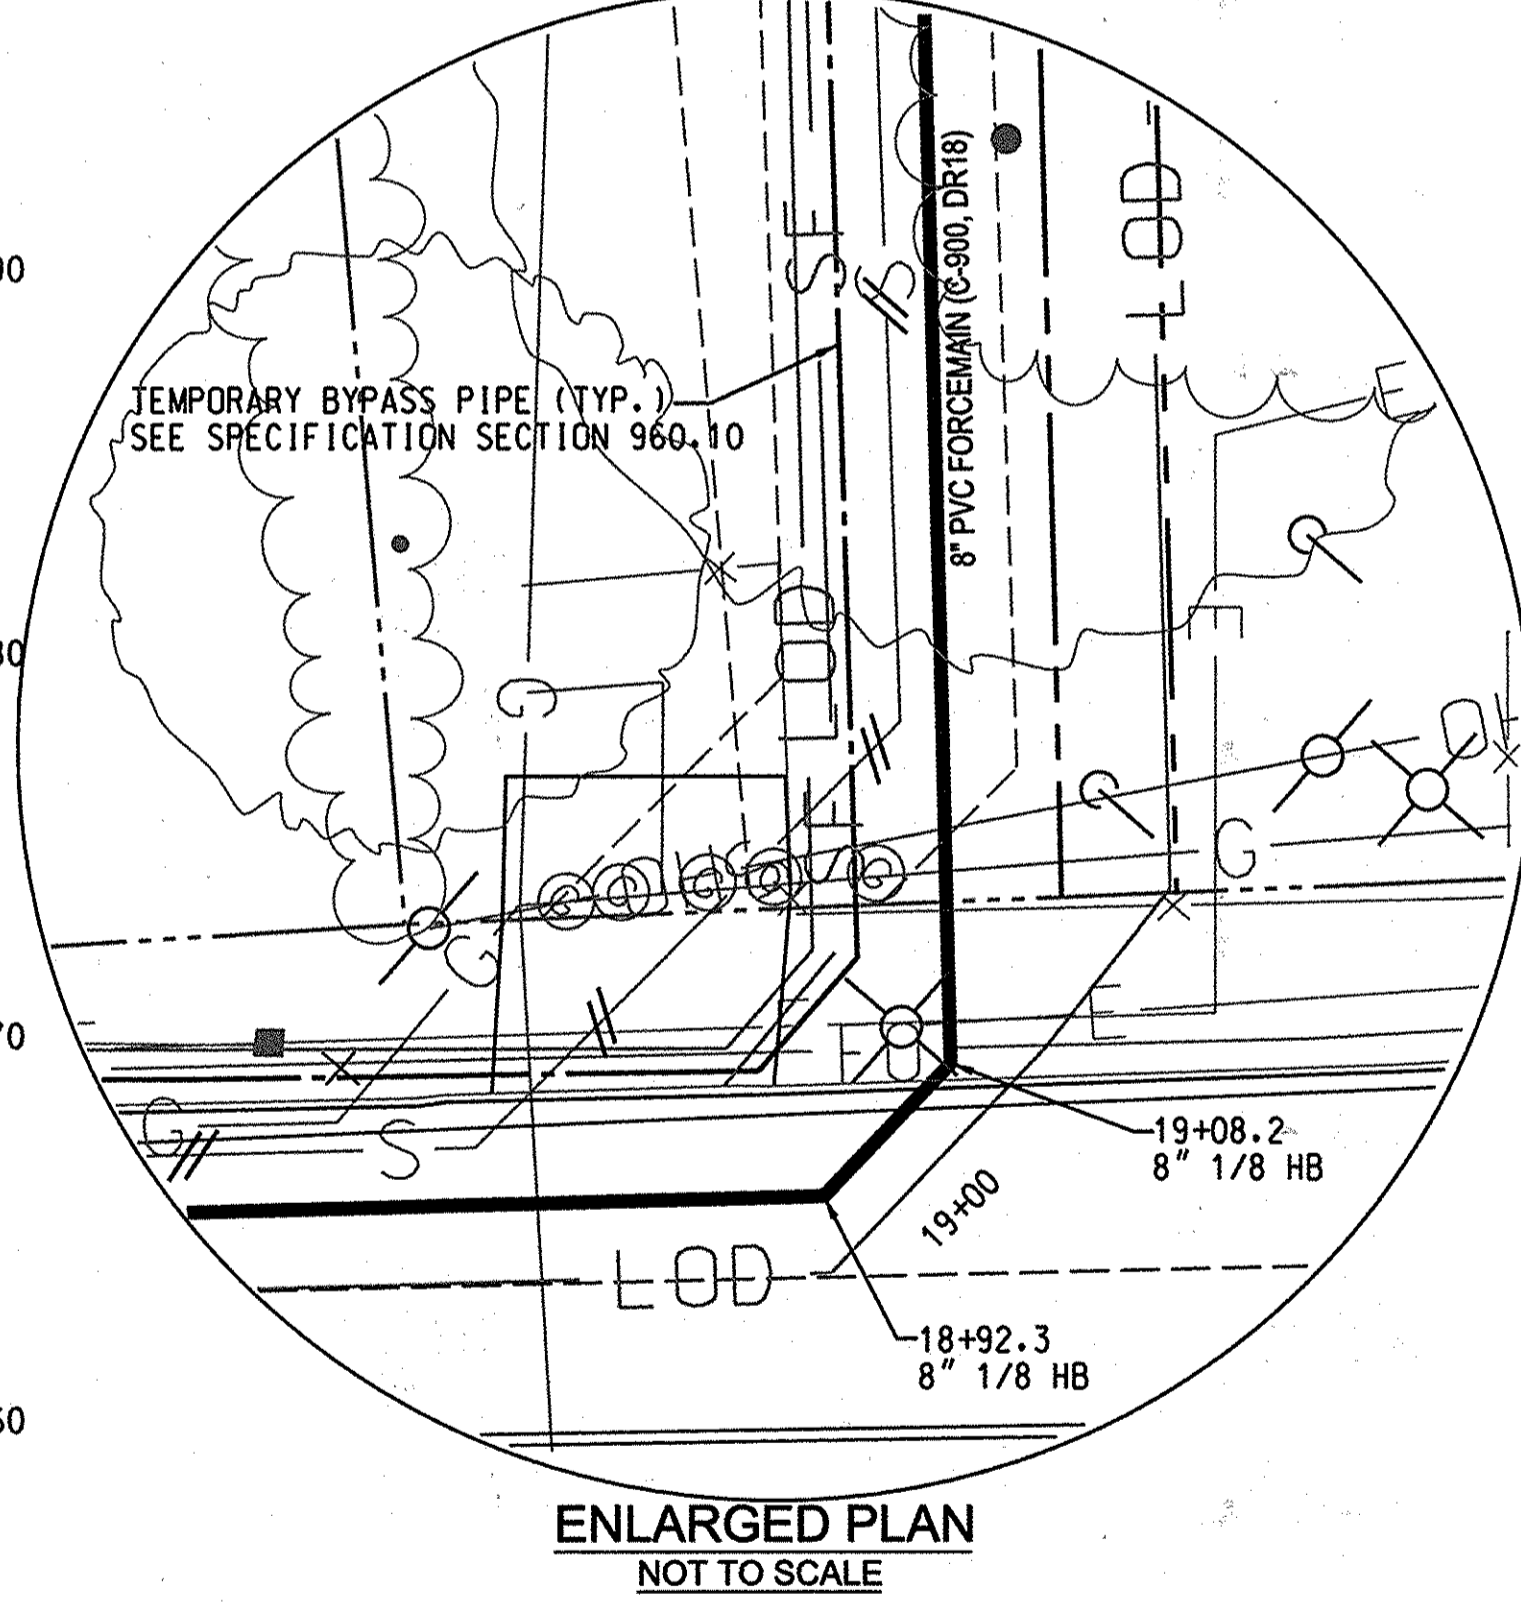 TEMPORARY BYPASS PIPE (TYP.)
SEE SPECIFICATION SECTION 960.10
8" PVC FORCEMAIN (C-900, DR18)
SF
S
LOD
E
LOD
E
G
SF
G
G
E
G
S
19+08.2
8" 1/8 HB
19+00
LOD
18+92.3
8" 1/8 HB
ENLARGED PLAN
NOT TO SCALE